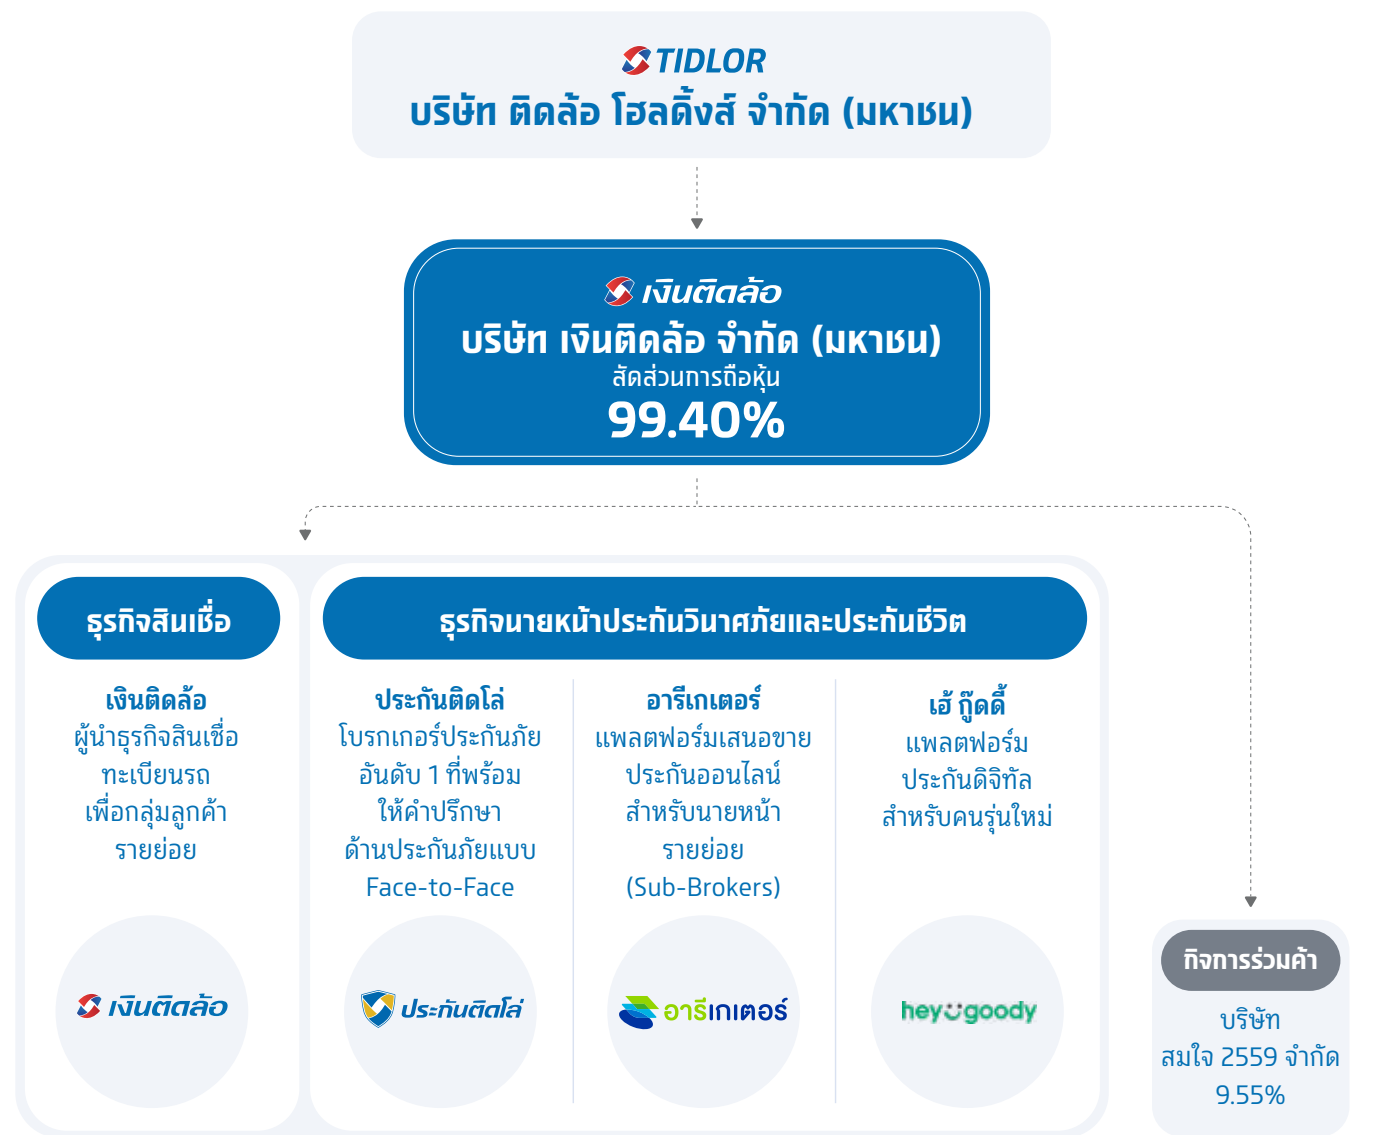 TIDLOR
บริษัท ติดล้อ โฮลดิ้งส์ จำกัด (มหาชน)
เงินติดล้อ
บริษัท เงินติดล้อ จำกัด (มหาชน)
สัดส่วนการถือหุ้น
99.40%
ธุรกิจสินเชื่อ
เงินติดล้อ
ผู้นำธุรกิจสินเชื่อ
ทะเบียนรถ
เพื่อกลุ่มลูกค้า
รายย่อย
เงินติดล้อ
ธุรกิจนายหน้าประกันวินาศภัยและประกันชีวิต
ประกันติดโล่
โบรกเกอร์ประกันภัย
อันดับ 1 ที่พร้อม
ให้คำปรึกษา
ด้านประกันภัยแบบ
Face-to-Face
ประกันติดโล่
อารีเกเตอร์
แพลตฟอร์มเสนอขาย
ประกันออนไลน์
สำหรับนายหน้า
รายย่อย
(Sub-Brokers)
อารีเกเตอร์
เฮ้ กู๊ดดี้
แพลตฟอร์ม
ประกันดิจิทัล
สำหรับคนรุ่นใหม่
heygoody
กิจการร่วมค้า
บริษัท
สมใจ 2559 จำกัด
9.55%